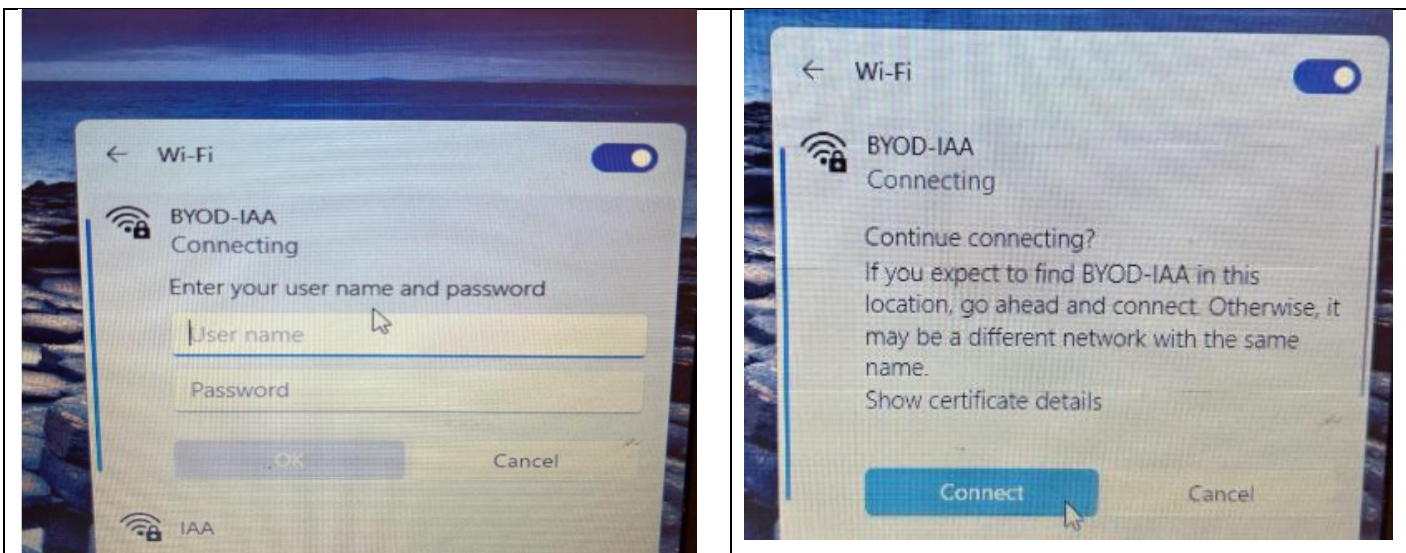 Wi-Fi
BYOD-IAA
Connecting
Enter your user name and password
User name
Password
OK
Cancel
IAA
Wi-Fi
BYOD-IAA
Connecting
Continue connecting?
If you expect to find BYOD-IAA in this
location, go ahead and connect. Otherwise, it
may be a different network with the same
name.
Show certificate details
Connect
Cancel